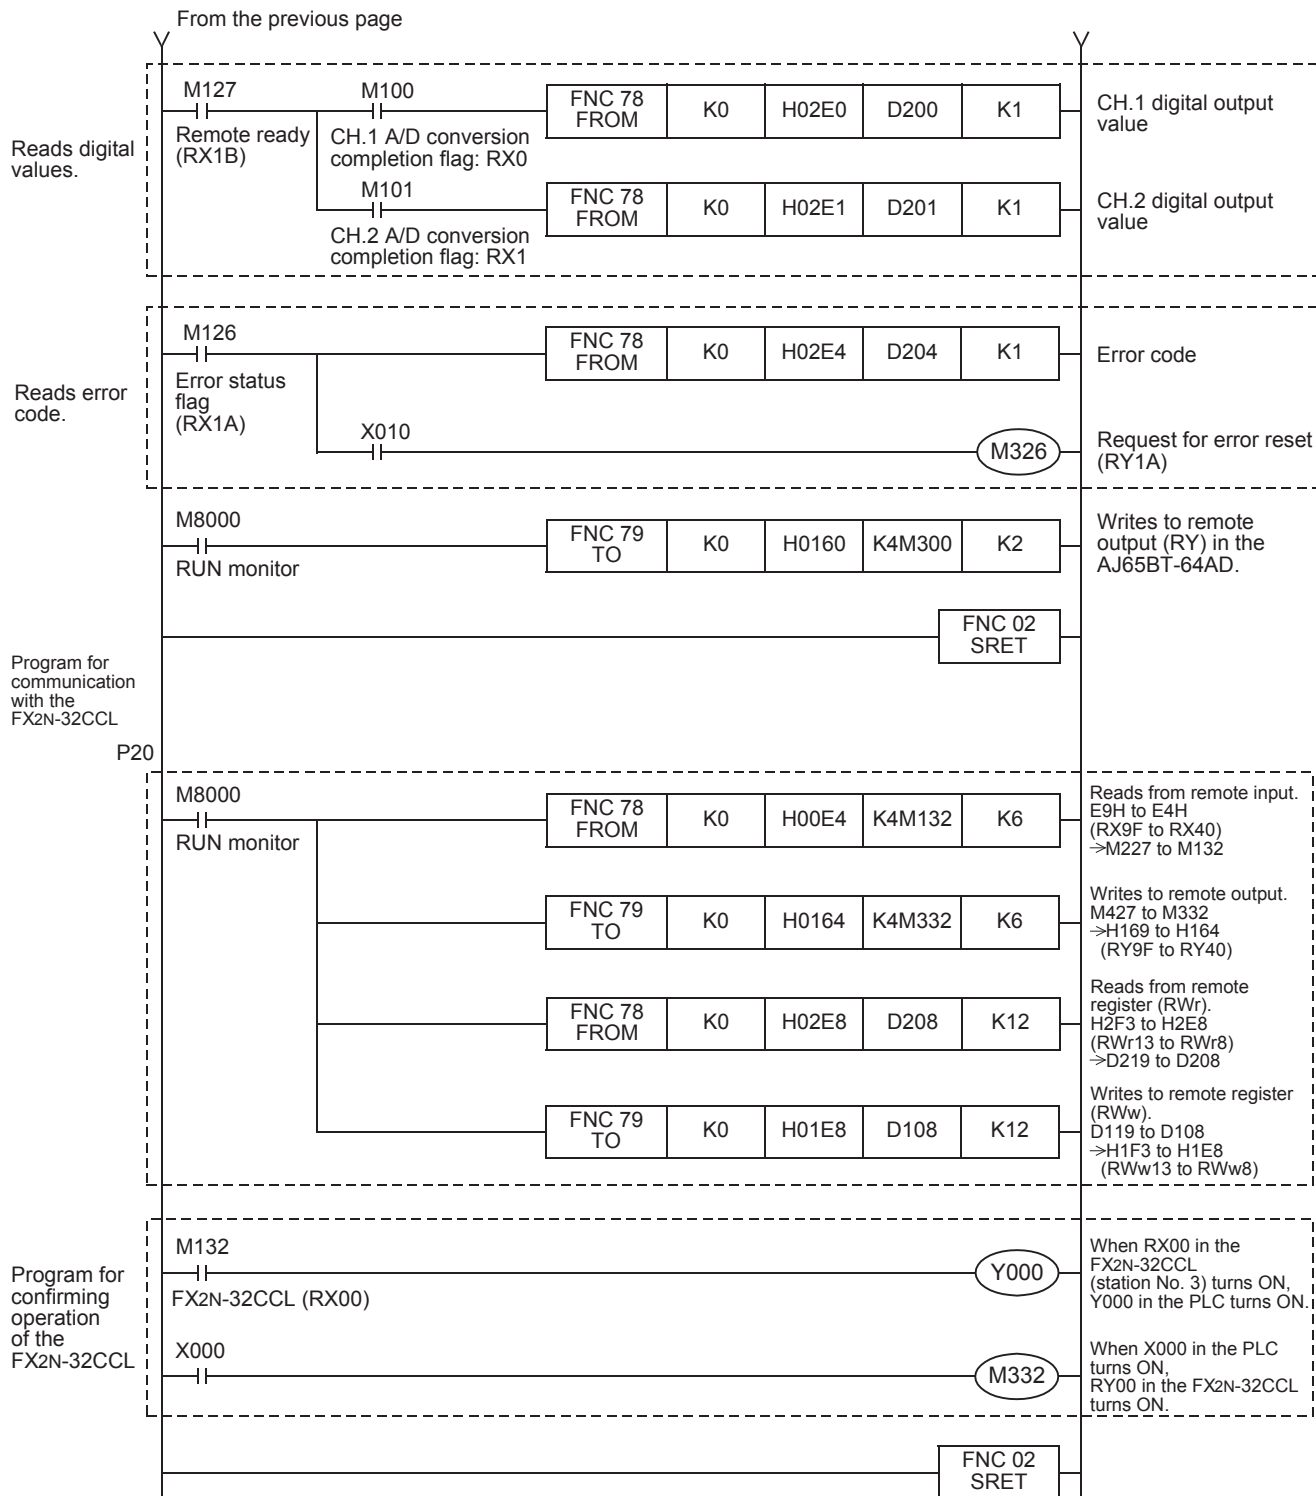 From the previous page
Reads digital
values.
M127
Remote ready
(RX1B)
M100
CH.1 A/D conversion
completion flag: RX0
FNC 78
FROM
K0
H02E0
D200
K1
CH.1 digital output
value
M101
CH.2 A/D conversion
completion flag: RX1
FNC 78
FROM
K0
H02E1
D201
K1
CH.2 digital output
value
Reads error
code.
M126
Error status
flag
(RX1A)
FNC 78
FROM
K0
H02E4
D204
K1
Error code
X010
M326
Request for error reset
(RY1A)
M8000
RUN monitor
FNC 79
TO
K0
H0160
K4M300
K2
Writes to remote
output (RY) in the
AJ65BT-64AD.
FNC 02
SRET
Program for
communication
with the
FX2N-32CCL
P20
M8000
RUN monitor
FNC 78
FROM
K0
H00E4
K4M132
K6
Reads from remote input.
E9H to E4H
(RX9F to RX40)
→M227 to M132
FNC 79
TO
K0
H0164
K4M332
K6
Writes to remote output.
M427 to M332
→H169 to H164
(RY9F to RY40)
FNC 78
FROM
K0
H02E8
D208
K12
Reads from remote
register (RWr).
H2F3 to H2E8
(RWr13 to RWr8)
→D219 to D208
FNC 79
TO
K0
H01E8
D108
K12
Writes to remote register
(RWw).
D119 to D108
→H1F3 to H1E8
(RWw13 to RWw8)
Program for
confirming
operation
of the
FX2N-32CCL
M132
FX2N-32CCL (RX00)
Y000
When RX00 in the
FX2N-32CCL
(station No. 3) turns ON,
Y000 in the PLC turns ON.
X000
M332
When X000 in the PLC
turns ON,
RY00 in the FX2N-32CCL
turns ON.
FNC 02
SRET